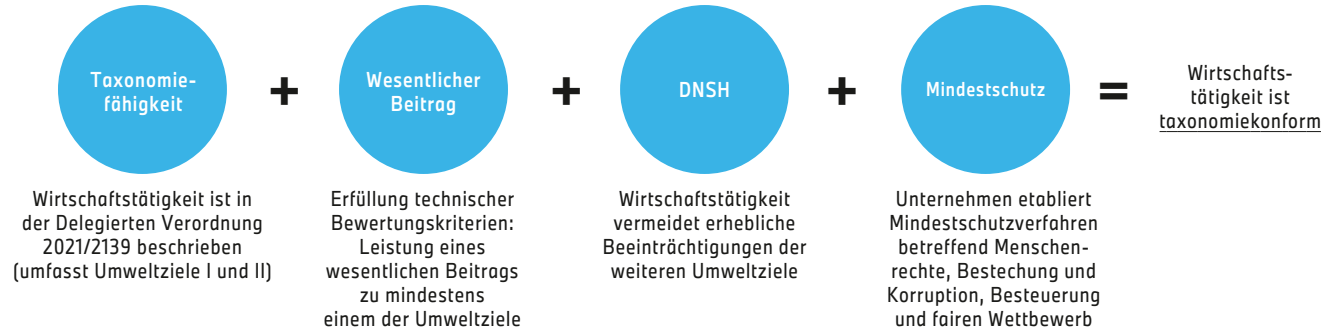 Taxonomie-
fähigkeit
+
Wesentlicher
Beitrag
+
DNSH
+
Mindestschutz
=
Wirtschafts-
tätigkeit ist
taxonomiekonform
Wirtschaftstätigkeit ist in
der Delegierten Verordnung
2021/2139 beschrieben
(umfasst Umweltziele I und II)
Erfüllung technischer
Bewertungskriterien:
Leistung eines
wesentlichen Beitrags
zu mindestens
einem der Umweltziele
Wirtschaftstätigkeit
vermeidet erhebliche
Beeinträchtigungen der
weiteren Umweltziele
Unternehmen etabliert
Mindestschutzverfahren
betreffend Menschen-
rechte, Bestechung und
Korruption, Besteuerung
und fairen Wettbewerb